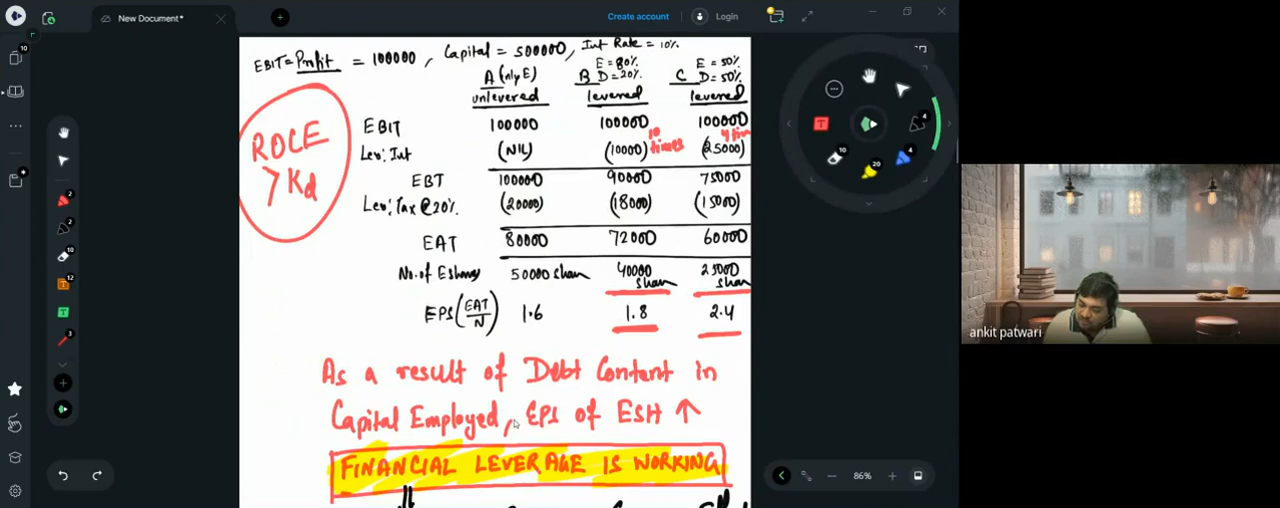 New Document*
Create account
Login
10
EBIT = Profit = 100000, Capital = 500000, Int Rate = 10%
A (only E) B E = 80% D = 20% C E = 50% D = 50%
unlevered levered levered
EBIT 100000 100000 100000
10 times
Less: Int (NIL) (10000) (25000)
EBT 100000 90000 75000
Less: Tax @ 20% (20000) (18000) (15000)
EAT 80000 72000 60000
No. of Eshares 50000 40000 25000
EPS (EAT/N) 1.6 1.8 2.4
ROCE
> Kd
As a result of Debt Content in
Capital Employed, EPS of ESH ↑
FINANCIAL LEVERAGE IS WORKING
ankit patwari
86%